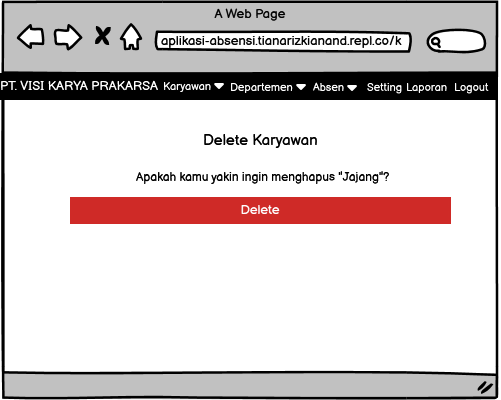 A Web Page
aplikasi-absensi.tianarizkianand.repl.co/k
PT. VISI KARYA PRAKARSA Karyawan Departemen Absen Setting Laporan Logout
Delete Karyawan
Apakah kamu yakin ingin menghapus "Jajang"?
Delete